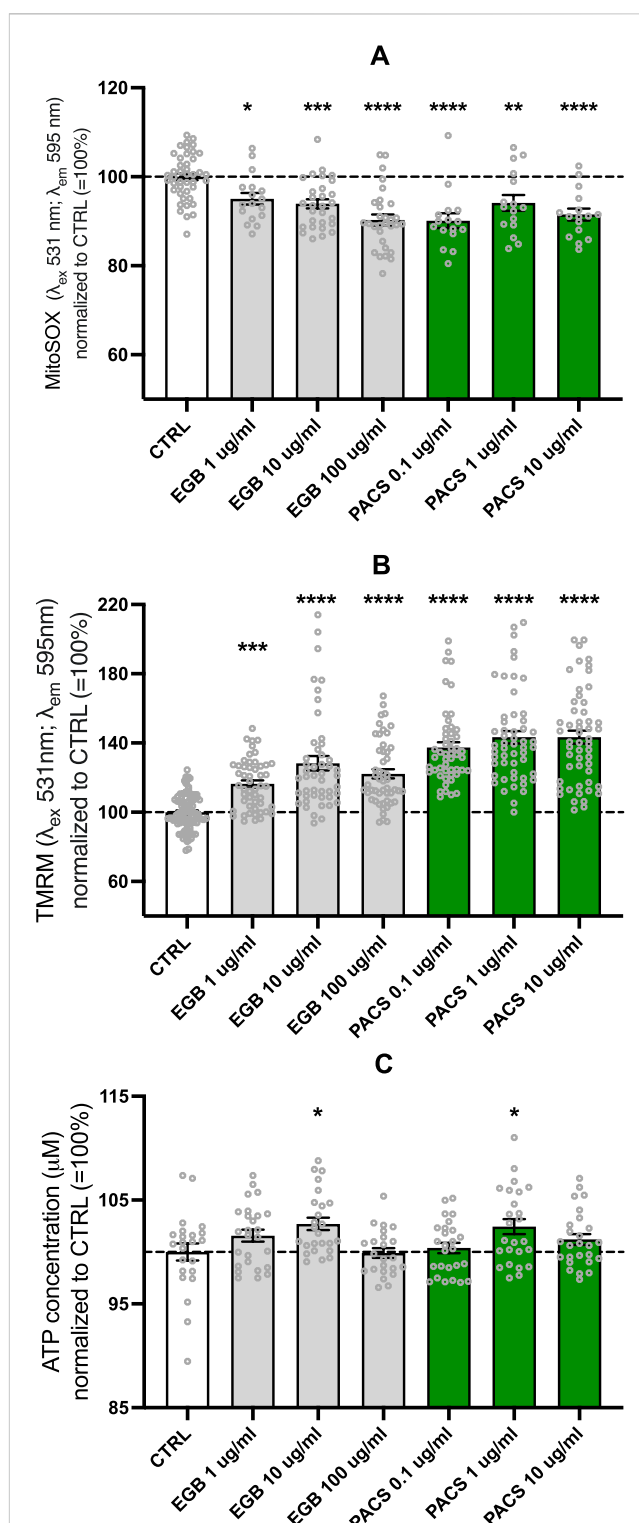 A
MitoSOX (λex 531 nm; λem 595 nm)
normalized to CTRL (=100%)
120
100
80
60
* *** **** **** **** ** ****
CTRL
EGB 1 ug/ml
EGB 10 ug/ml
EGB 100 ug/ml
PACS 0.1 ug/ml
PACS 1 ug/ml
PACS 10 ug/ml
B
TMRM (λex 531nm; λem 595nm)
normalized to CTRL (=100%)
220
180
140
100
60
*** **** **** **** **** ****
CTRL
EGB 1 ug/ml
EGB 10 ug/ml
EGB 100 ug/ml
PACS 0.1 ug/ml
PACS 1 ug/ml
PACS 10 ug/ml
C
ATP concentration (μM)
normalized to CTRL (=100%)
115
105
95
85
* *
CTRL
EGB 1 ug/ml
EGB 10 ug/ml
EGB 100 ug/ml
PACS 0.1 ug/ml
PACS 1 ug/ml
PACS 10 ug/ml